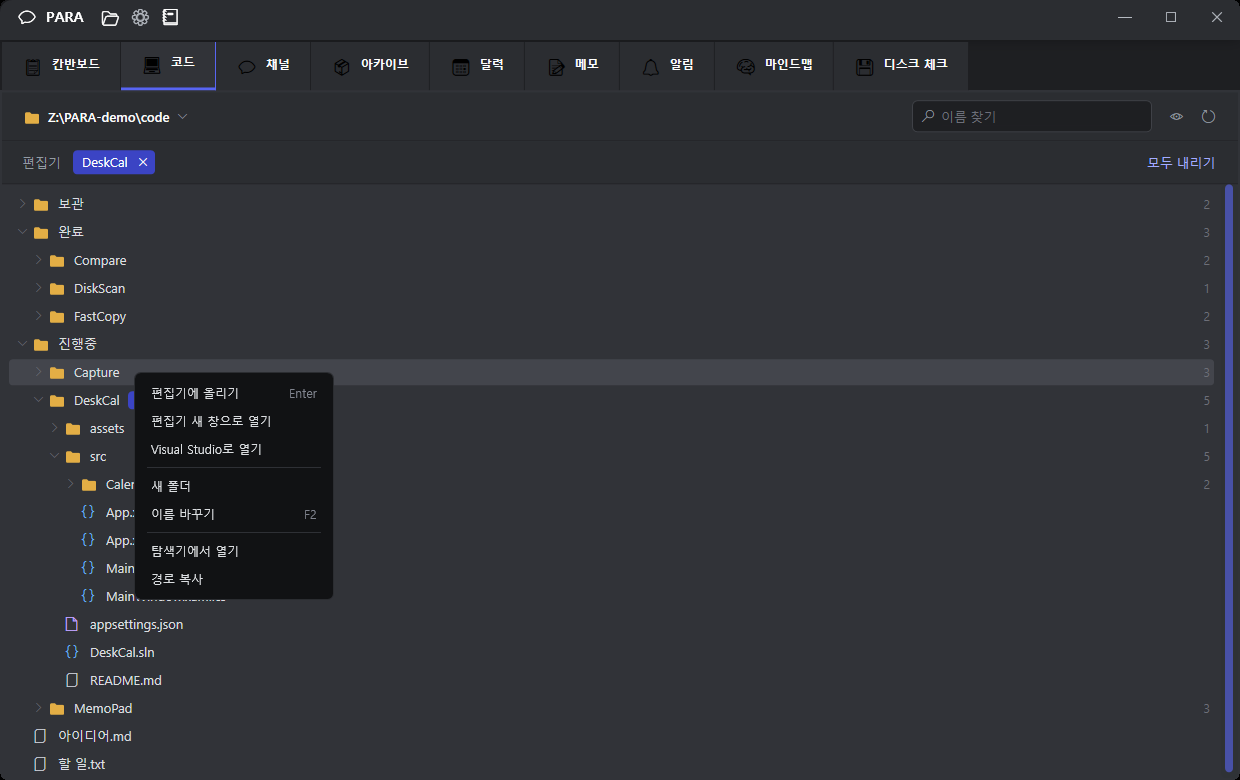 PARA
칸반보드 코드 채널 아카이브 달력 메모 알림 마인드맵 디스크 체크
Z:\PARA-demo\code
이름 찾기
편집기 DeskCal
모두 내리기
보관 2
완료 3
Compare 2
DiskScan 1
FastCopy 2
진행중 3
Capture 3
DeskCal 5
assets 1
src 5
Caler 2
App.
App.
Main
Main
appsettings.json
DeskCal.sln
README.md
MemoPad 3
아이디어.md
할 일.txt
편집기에 올리기 Enter
편집기 새 창으로 열기
Visual Studio로 열기
새 폴더
이름 바꾸기 F2
탐색기에서 열기
경로 복사